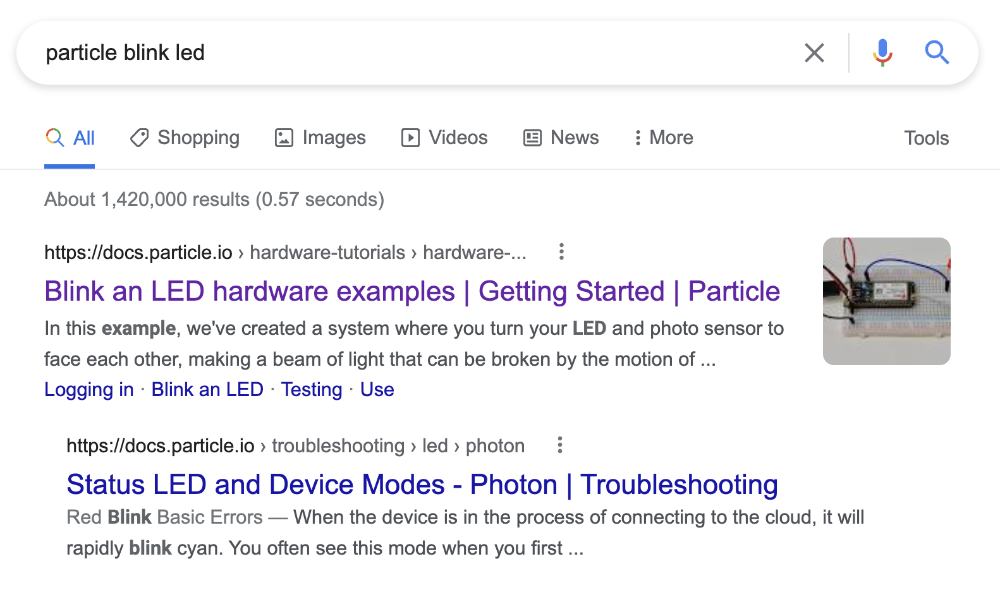 particle blink led
All Shopping Images Videos News More Tools
About 1,420,000 results (0.57 seconds)
https://docs.particle.io › hardware-tutorials › hardware-...
Blink an LED hardware examples | Getting Started | Particle
In this example, we've created a system where you turn your LED and photo sensor to
face each other, making a beam of light that can be broken by the motion of ...
Logging in · Blink an LED · Testing · Use
https://docs.particle.io › troubleshooting › led › photon
Status LED and Device Modes - Photon | Troubleshooting
Red Blink Basic Errors — When the device is in the process of connecting to the cloud, it will
rapidly blink cyan. You often see this mode when you first ...